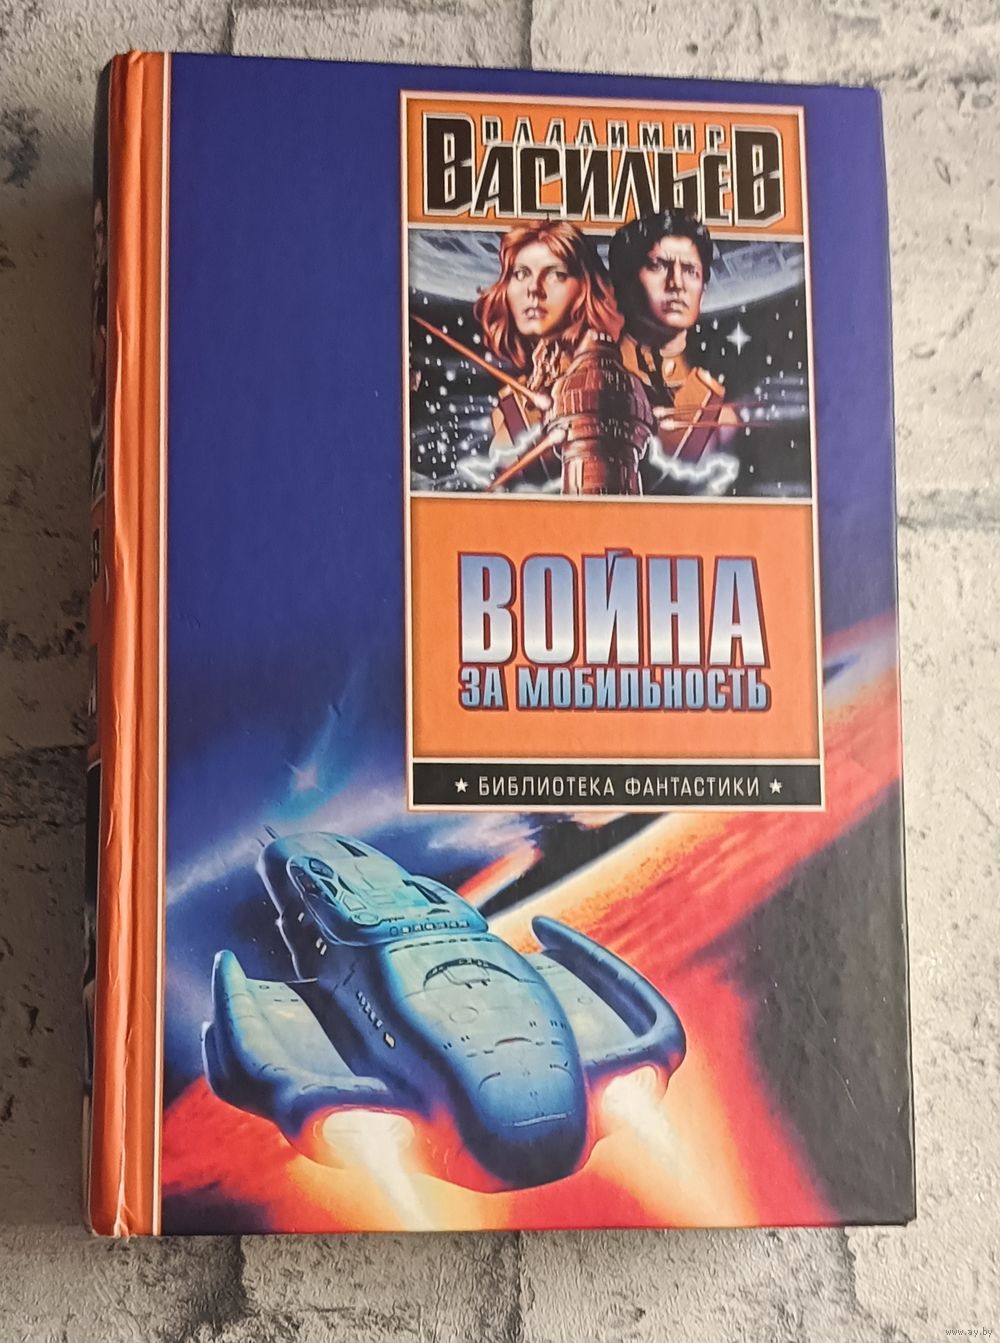 ВЛАДИМИР
ВАСИЛЬЕВ
ВОЙНА
ЗА МОБИЛЬНОСТЬ
★ БИБЛИОТЕКА ФАНТАСТИКИ ★
www.ay.by